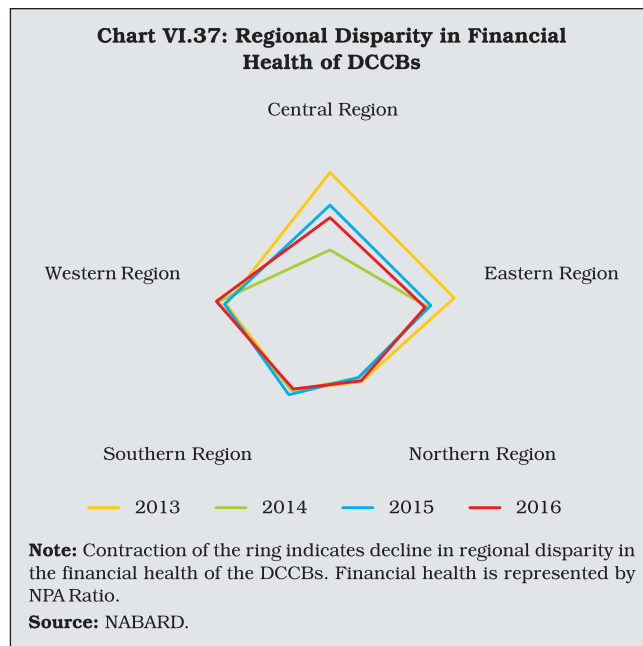 Chart VI.37: Regional Disparity in Financial
Health of DCCBs
Central Region
Western Region
Eastern Region
Southern Region
Northern Region
2013
2014
2015
2016
Note: Contraction of the ring indicates decline in regional disparity in
the financial health of the DCCBs. Financial health is represented by
NPA Ratio.
Source: NABARD.